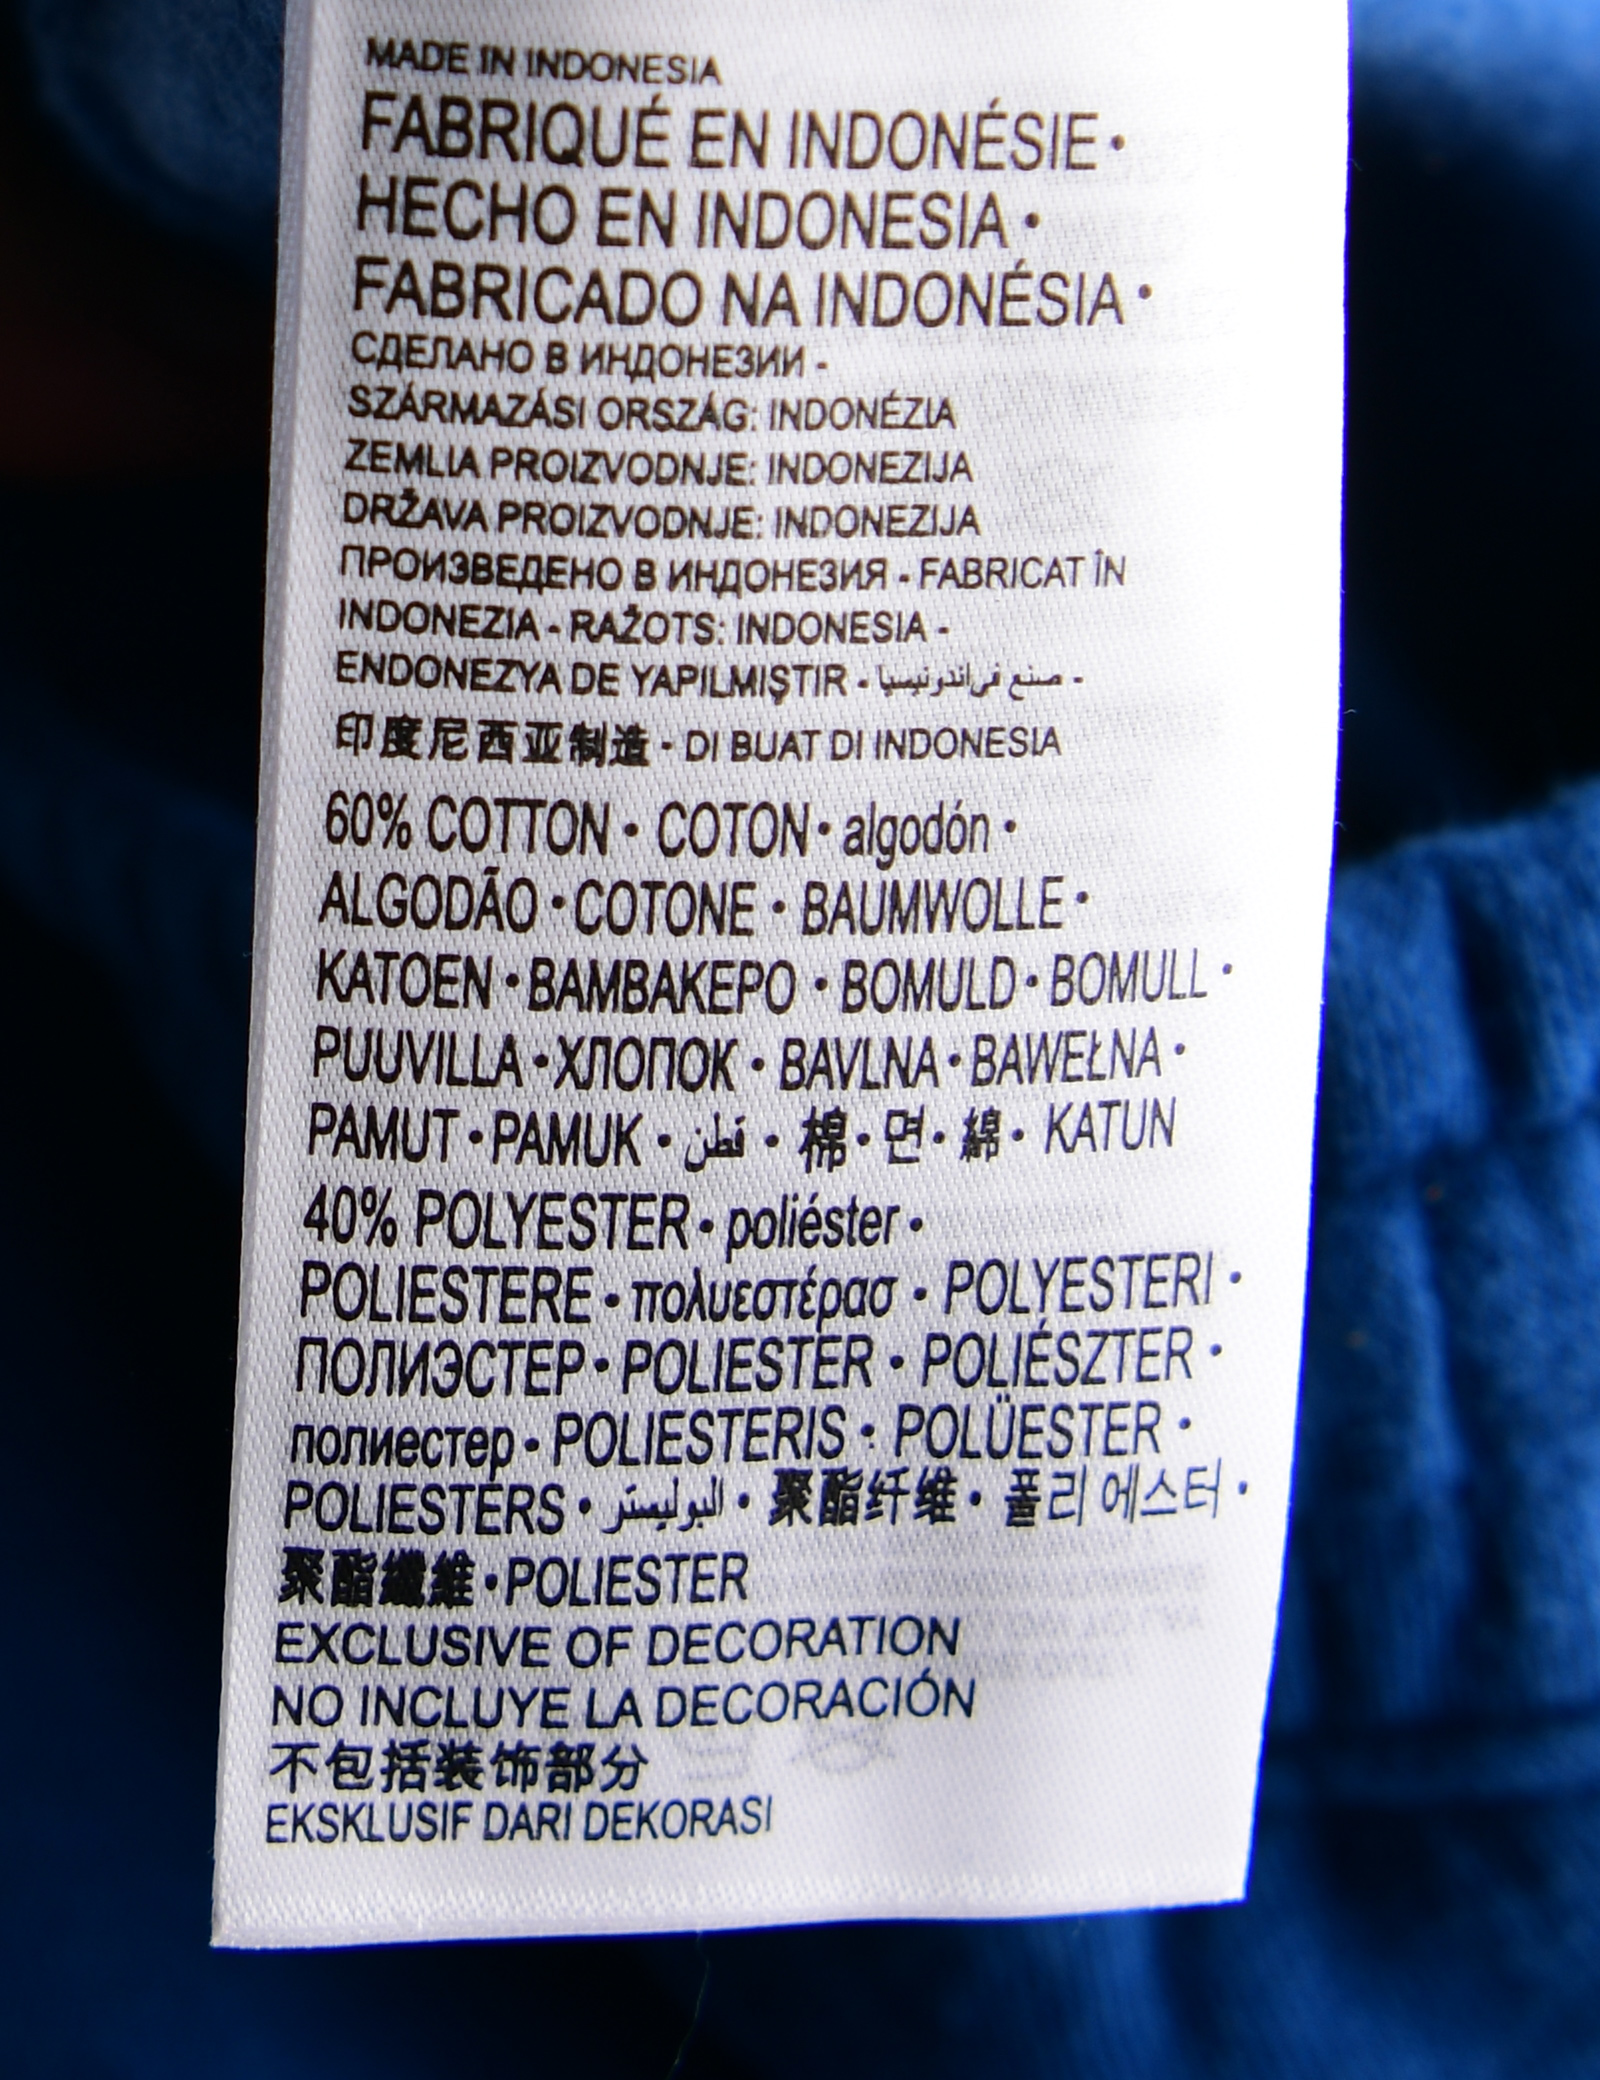 MADE IN INDONESIA
FABRIQUÉ EN INDONÉSIE •
HECHO EN INDONESIA •
FABRICADO NA INDONÉSIA •
СДЕЛАНО В ИНДОНЕЗИИ -
SZÁRMAZÁSI ORSZÁG: INDONÉZIA
ZEMLIA PROIZVODNJE: INDONEZIJA
DRŽAVA PROIZVODNJE: INDONEZIJA
ПРОИЗВЕДЕНО В ИНДОНЕЗИЯ - FABRICAT ÎN
INDONEZIA - RAŽOTS: INDONESIA -
ENDONEZYA DE YAPILMIŞTIR - صنع في اندونيسيا -
印度尼西亚制造 - DI BUAT DI INDONESIA
60% COTTON • COTON • algodón •
ALGODÃO • COTONE • BAUMWOLLE •
KATOEN • BAMBAKEPO • BOMULD • BOMULL •
PUUVILLA • ХЛОПОК • BAVLNA • BAWEŁNA •
PAMUT • PAMUK • قطن • 棉 • 면 • 綿 • KATUN
40% POLYESTER • poliéster •
POLIESTERE • πολυεστέρασ • POLYESTERI •
ПОЛИЭСТЕР • POLIESTER • POLIÉSZTER •
полиестер • POLIESTERIS • POLÜESTER •
POLIESTERS • البوليستر • 聚酯纤维 • 폴리 에스터 •
聚酯纖維 • POLIESTER
EXCLUSIVE OF DECORATION
NO INCLUYE LA DECORACIÓN
不包括装饰部分
EKSKLUSIF DARI DEKORASI